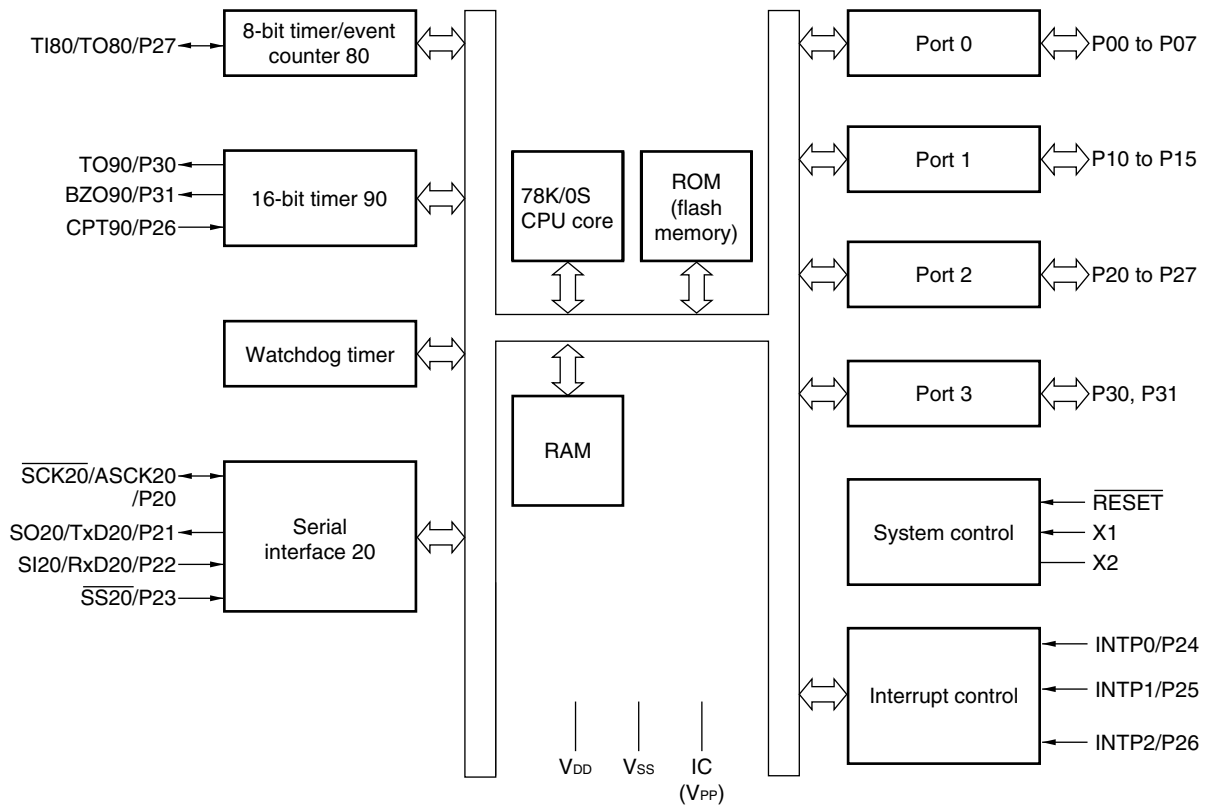 TI80/TO80/P27
8-bit timer/event
counter 80
TO90/P30
BZO90/P31
CPT90/P26
16-bit timer 90
Watchdog timer
SCK20/ASCK20
/P20
SO20/TxD20/P21
SI20/RxD20/P22
SS20/P23
Serial
interface 20
78K/0S
CPU core
ROM
(flash
memory)
RAM
VDD
VSS
IC
(VPP)
Port 0
P00 to P07
Port 1
P10 to P15
Port 2
P20 to P27
Port 3
P30, P31
System control
RESET
X1
X2
Interrupt control
INTP0/P24
INTP1/P25
INTP2/P26